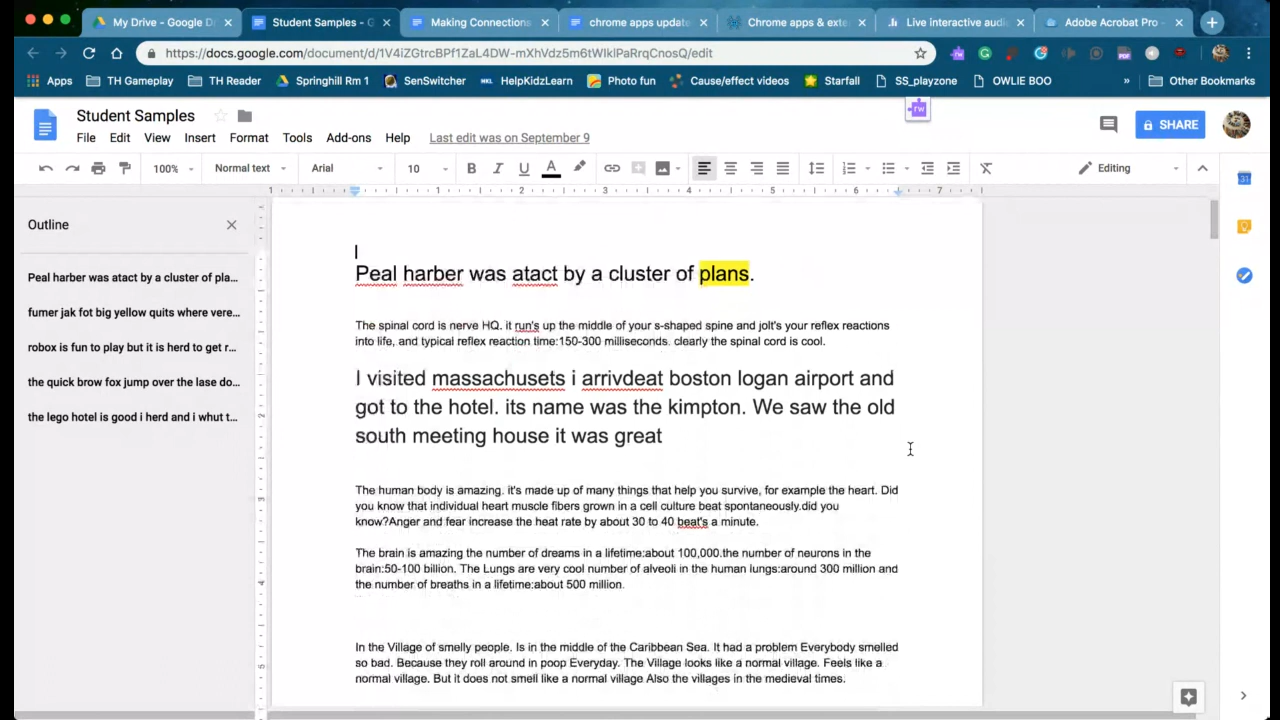 My Drive - Google Dr
Student Samples - G
Making Connections
chrome apps updat
Chrome apps & exte
Live interactive audi
Adobe Acrobat Pro -
https://docs.google.com/document/d/1V4iZGtrcBPf1ZaL4DW-mXhVdz5m6tWIklPaRrqCnosQ/edit
Apps TH Gameplay TH Reader Springhill Rm 1 SenSwitcher HelpKidzLearn Photo fun Cause/effect videos Starfall SS_playzone OWLIE BOO » Other Bookmarks
Student Samples
File Edit View Insert Format Tools Add-ons Help Last edit was on September 9
SHARE
100% Normal text Arial 10 B I U A Editing
1 1 2 3 4 5 6 7
Outline
Peal harber was atact by a cluster of pla...
fumer jak fot big yellow quits where vere...
robox is fun to play but it is herd to get r...
the quick brow fox jump over the lase do...
the lego hotel is good i herd and i whut t...
Peal harber was atact by a cluster of plans.
The spinal cord is nerve HQ. it run's up the middle of your s-shaped spine and jolt's your reflex reactions
into life, and typical reflex reaction time:150-300 milliseconds. clearly the spinal cord is cool.
I visited massachusets i arrivdeat boston logan airport and
got to the hotel. its name was the kimpton. We saw the old
south meeting house it was great
The human body is amazing. it's made up of many things that help you survive, for example the heart. Did
you know that individual heart muscle fibers grown in a cell culture beat spontaneously.did you
know?Anger and fear increase the heat rate by about 30 to 40 beat's a minute.
The brain is amazing the number of dreams in a lifetime:about 100,000.the number of neurons in the
brain:50-100 billion. The Lungs are very cool number of alveoli in the human lungs:around 300 million and
the number of breaths in a lifetime:about 500 million.
In the Village of smelly people. Is in the middle of the Caribbean Sea. It had a problem Everybody smelled
so bad. Because they roll around in poop Everyday. The Village looks like a normal village. Feels like a
normal village. But it does not smell like a normal village Also the villages in the medieval times.